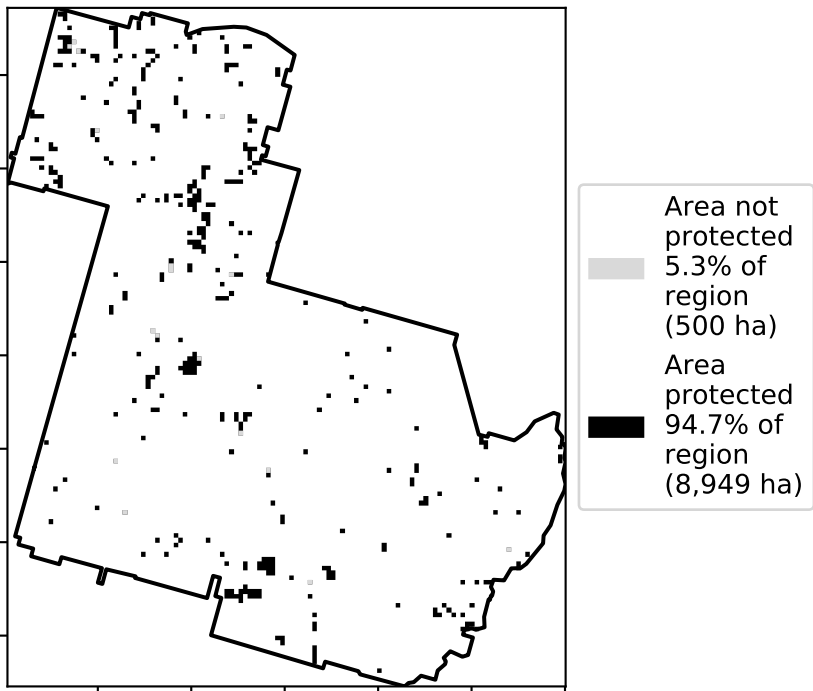 Area not
protected
5.3% of
region
(500 ha)
Area
protected
94.7% of
region
(8,949 ha)